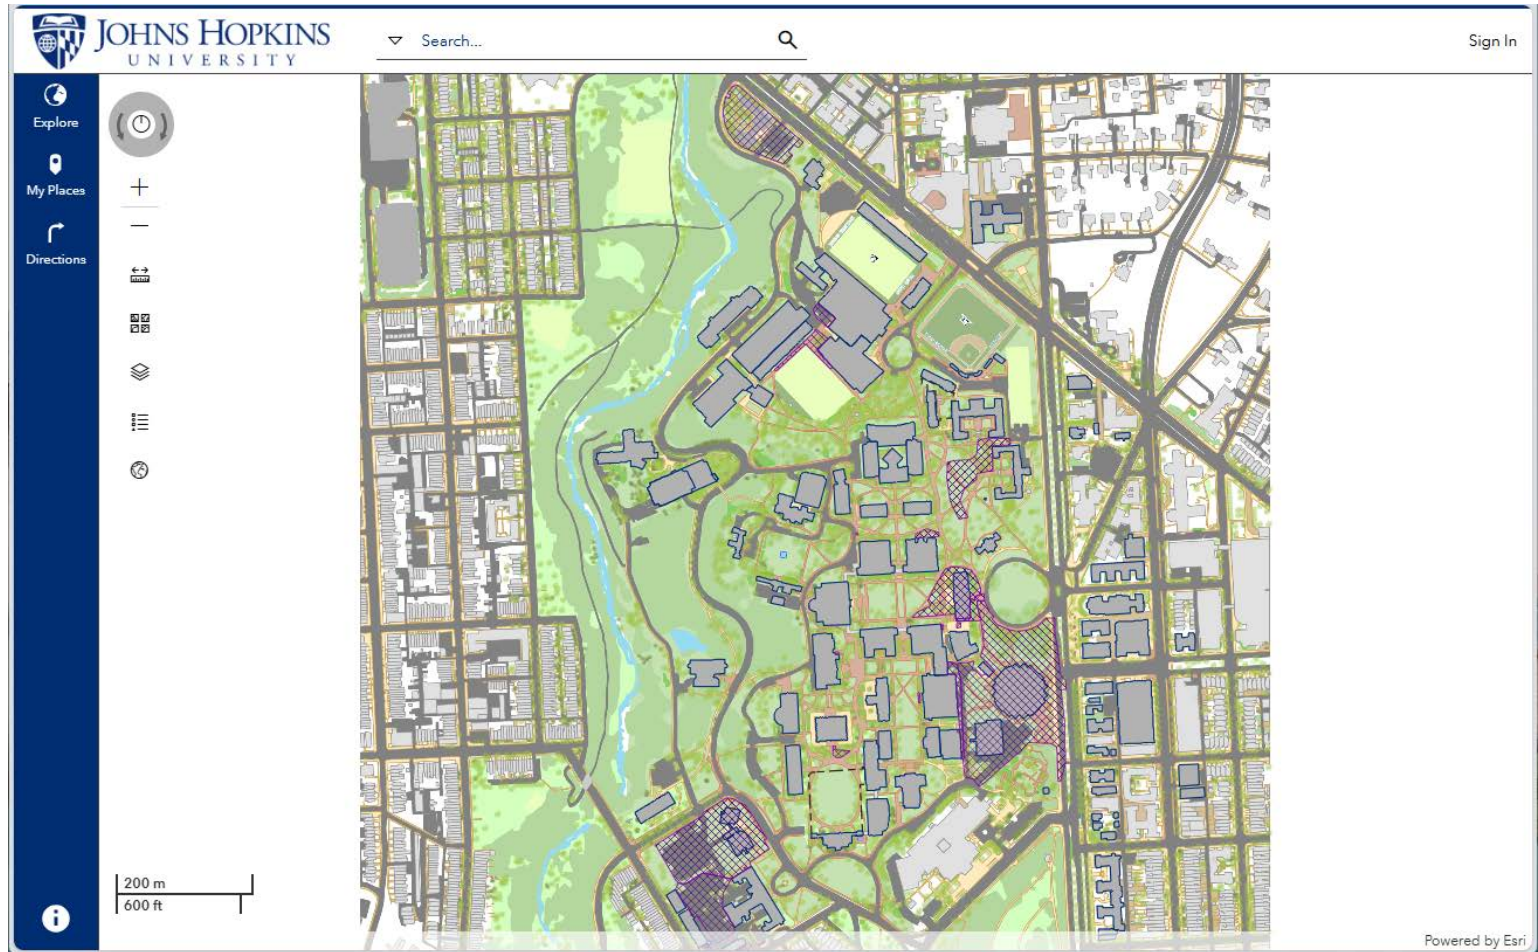 JOHNS HOPKINS
UNIVERSITY
Search...
Sign In
Explore
My Places
Directions
200 m
600 ft
Powered by Esri